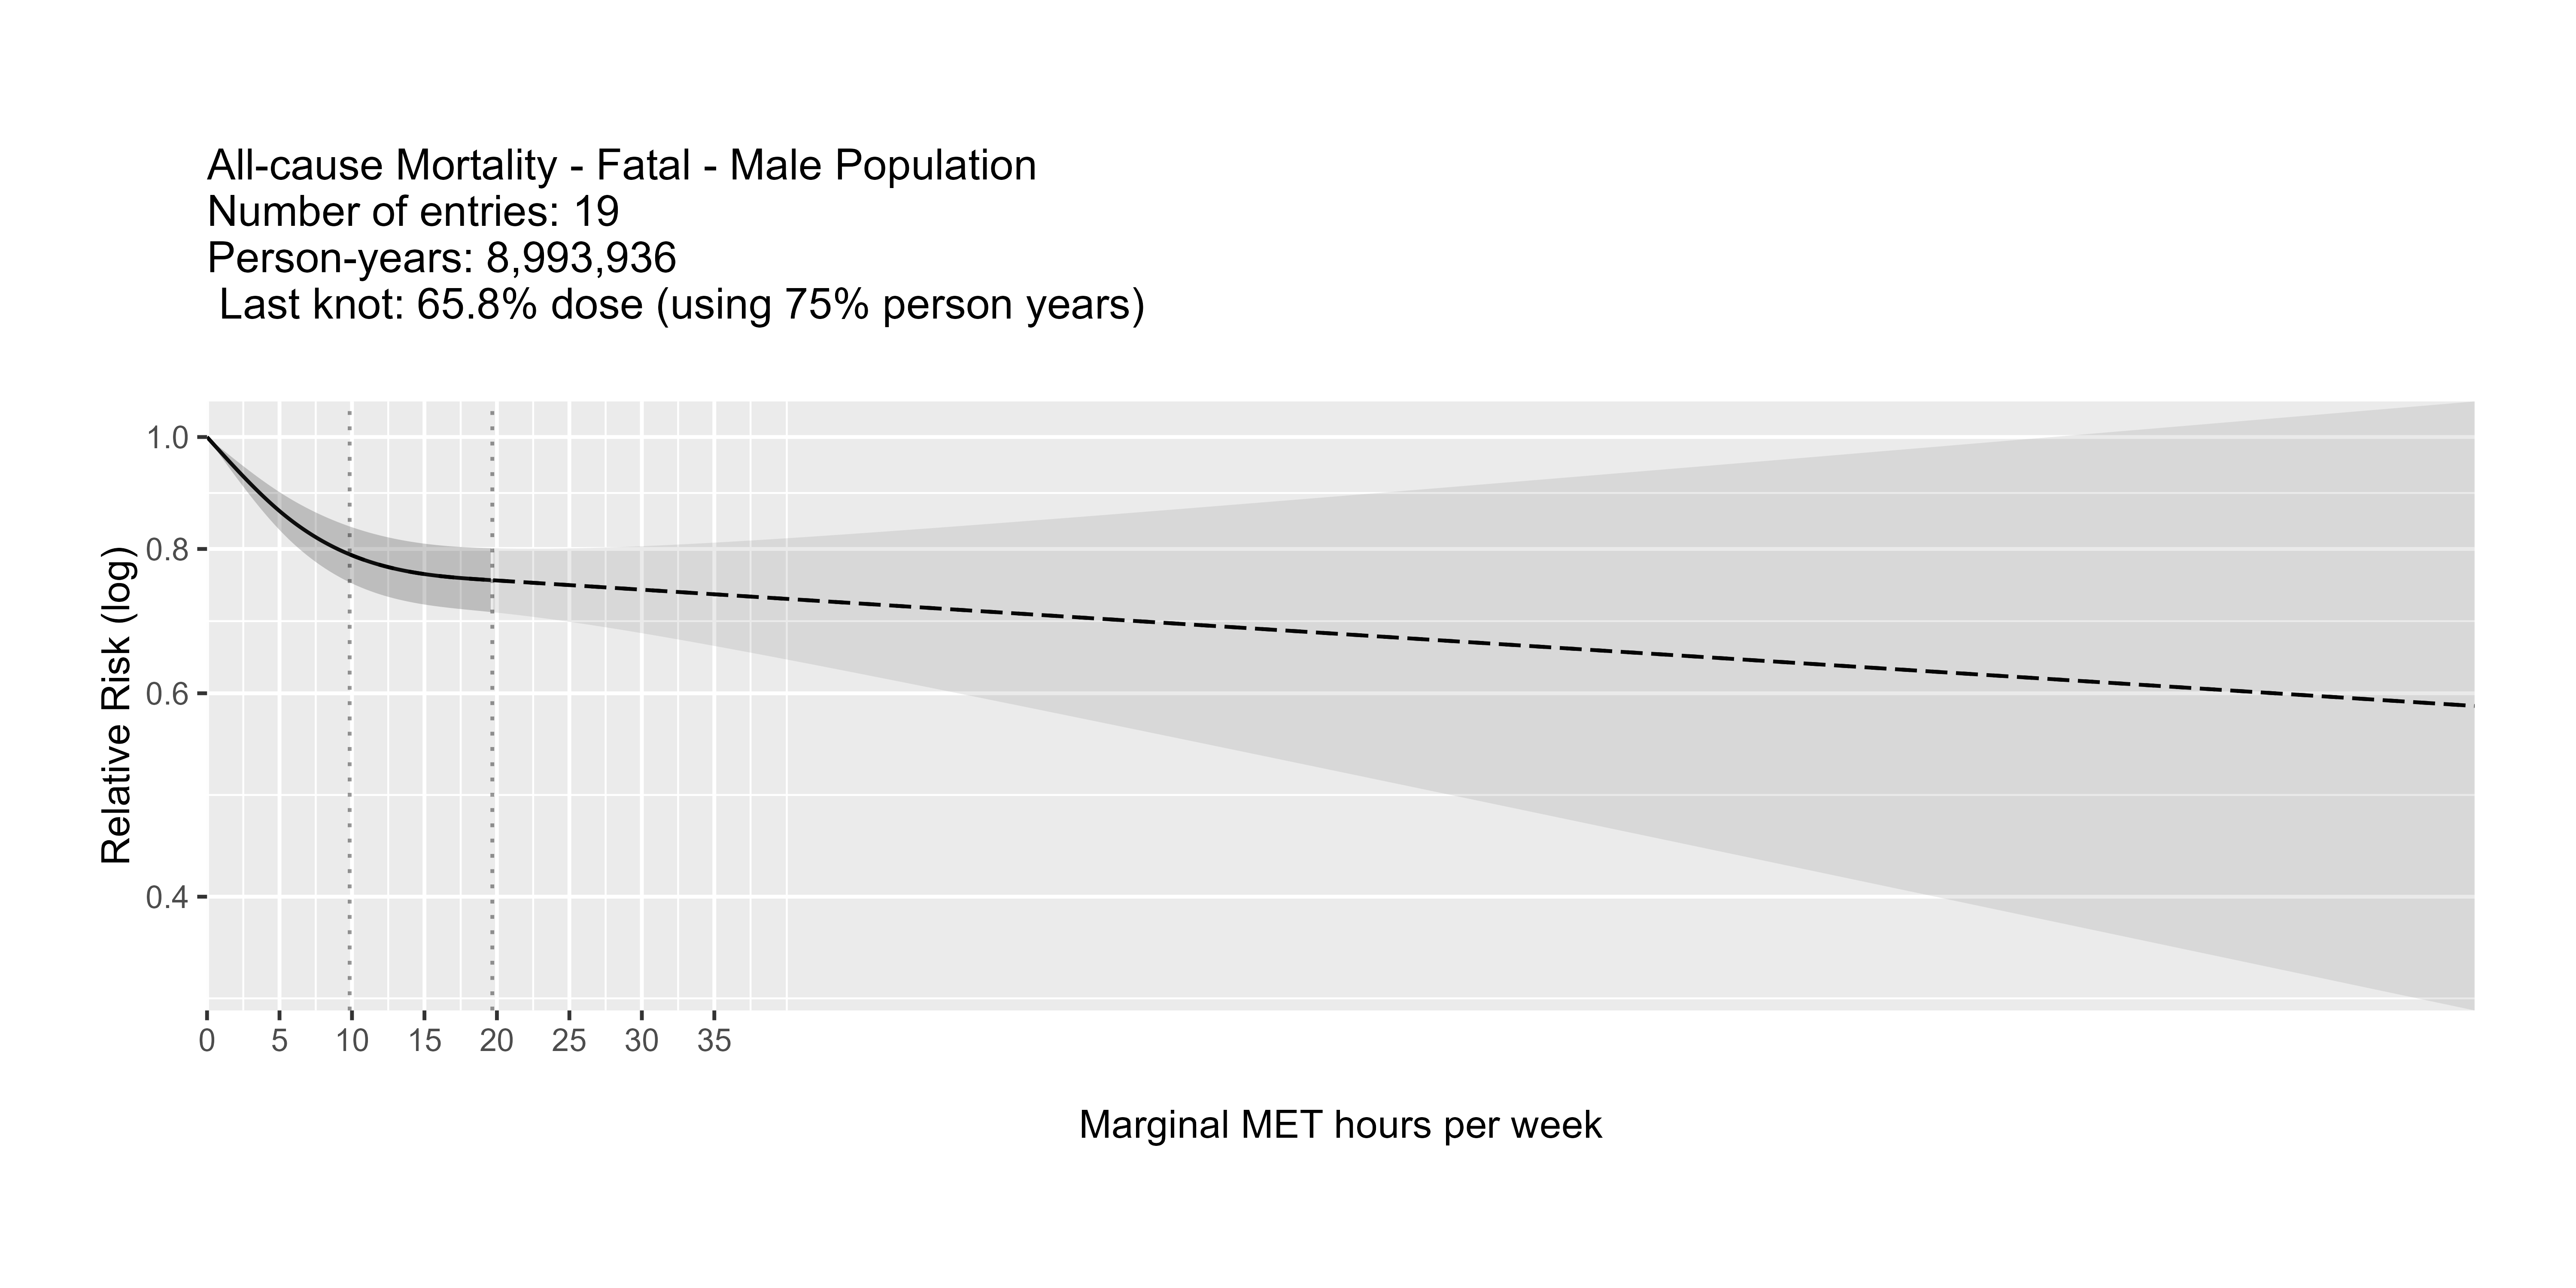 All-cause Mortality - Fatal - Male Population
Number of entries: 19
Person-years: 8,993,936
Last knot: 65.8% dose (using 75% person years)
Relative Risk (log)
1.0
0.8
0.6
0.4
0 5 10 15 20 25 30 35
Marginal MET hours per week